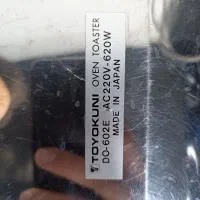 TOYOKUNI OVEN TOASTER
DO-602E AC220V-620W
MADE IN JAPAN